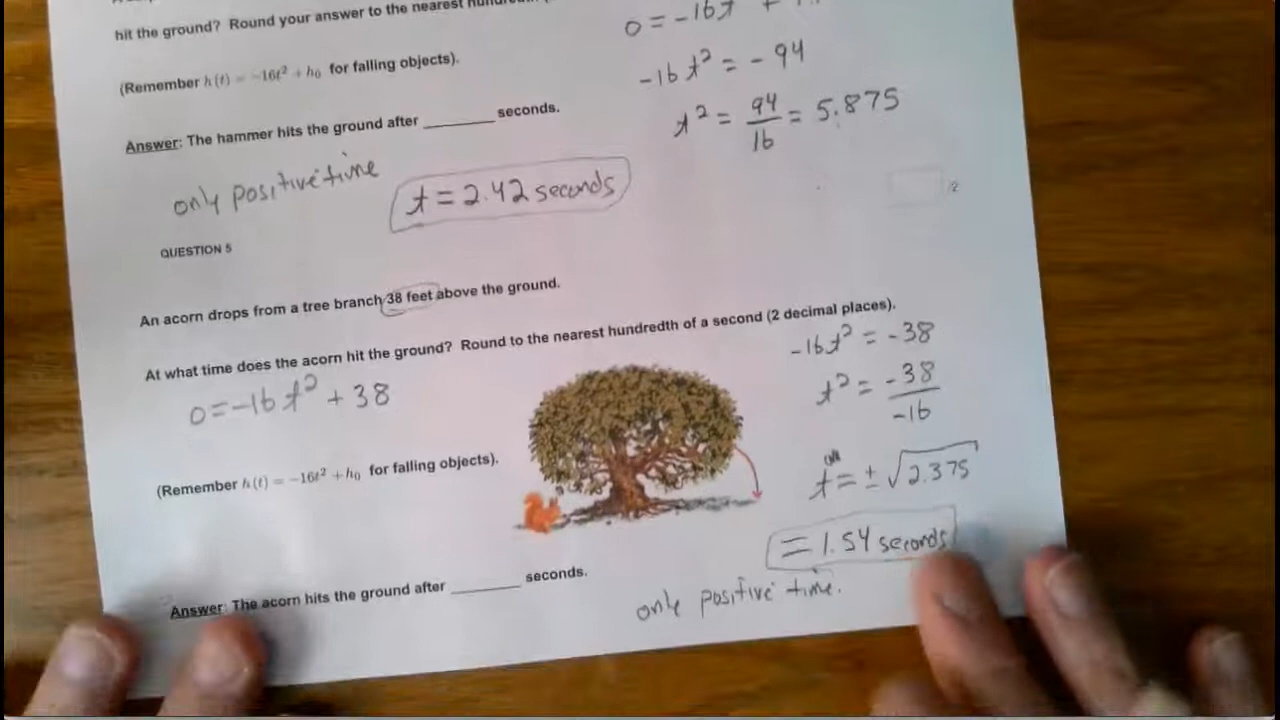 hit the ground? Round your answer to the nearest
0 = -16t
(Remember h(t) = -16t² + h₀ for falling objects).
-16t² = -94
t² = 94/16 = 5.875
Answer: The hammer hits the ground after ________ seconds.
only positive time
t = 2.42 seconds
QUESTION 5
An acorn drops from a tree branch 38 feet above the ground.
At what time does the acorn hit the ground? Round to the nearest hundredth of a second (2 decimal places).
0 = -16t² + 38
-16t² = -38
t² = -38/-16
(Remember h(t) = -16t² + h₀ for falling objects).
t = ± √2.375
= 1.54 seconds
Answer: The acorn hits the ground after ________ seconds.
only positive time.